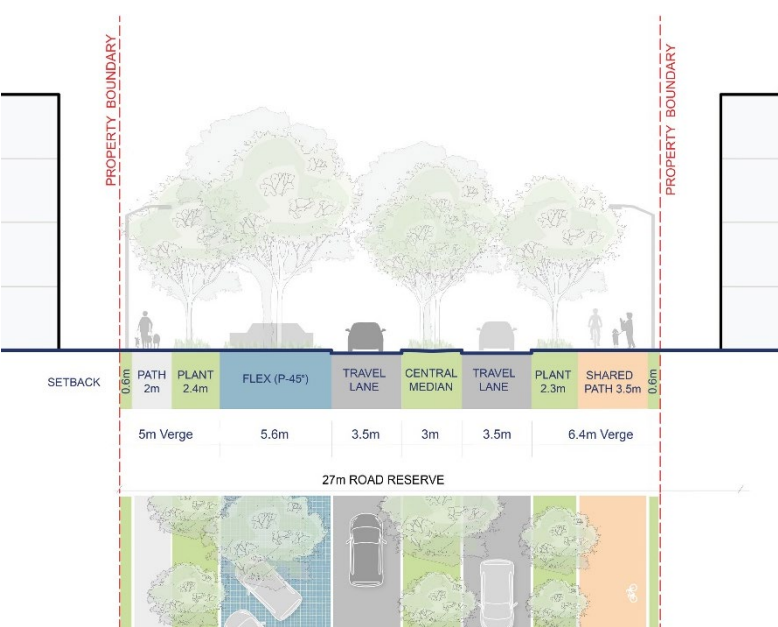 PROPERTY BOUNDARY
PROPERTY BOUNDARY
SETBACK
0.6m
PATH
2m
PLANT
2.4m
FLEX (P-45°)
TRAVEL
LANE
CENTRAL
MEDIAN
TRAVEL
LANE
PLANT
2.3m
SHARED
PATH 3.5m
0.6m
5m Verge
5.6m
3.5m
3m
3.5m
6.4m Verge
27m ROAD RESERVE